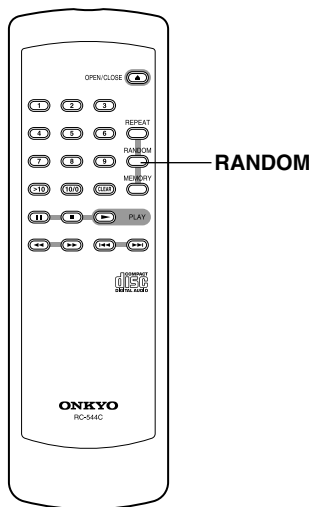 OPEN/CLOSE
1 2 3
REPEAT
4 5 6
RANDOM
RANDOM
7 8 9
MEMORY
>10 10/0 CLEAR
PLAY
COMPACT
disc
DIGITAL AUDIO
ONKYO
RC-544C